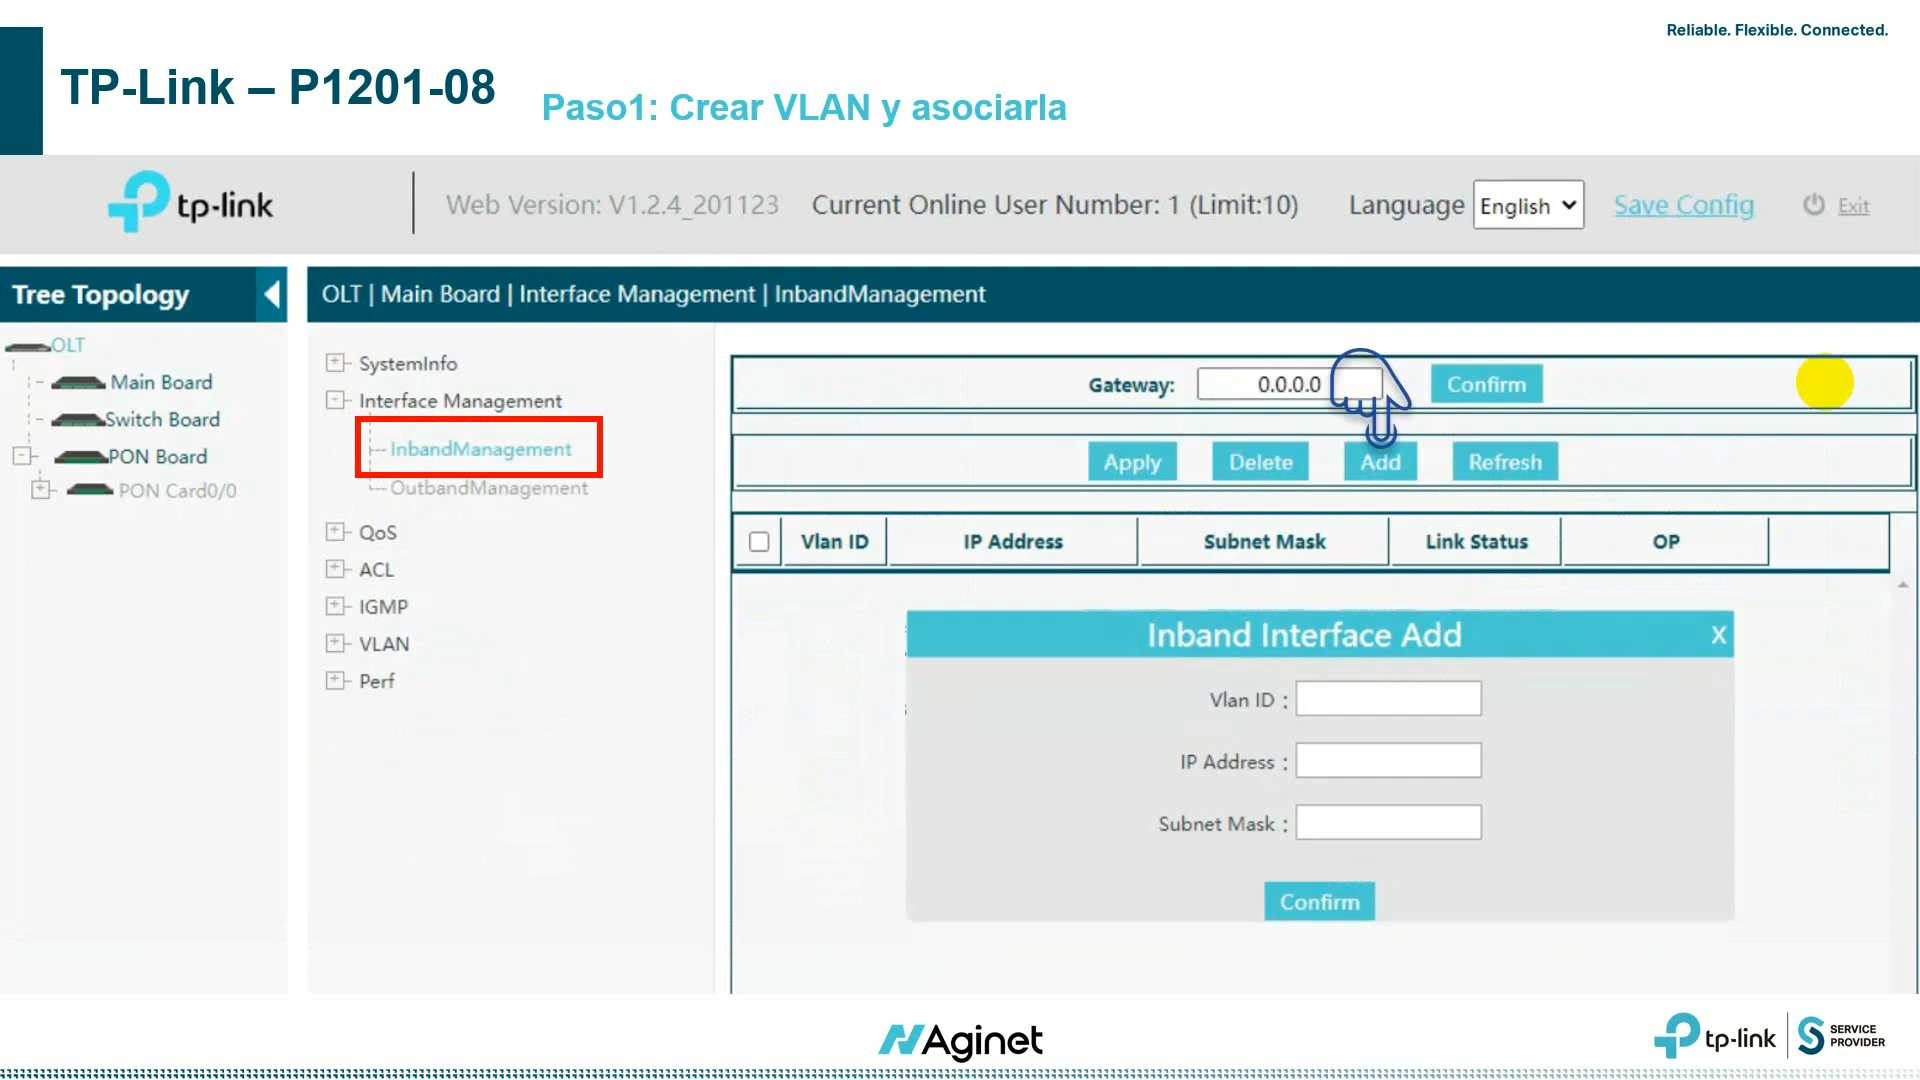 Reliable. Flexible. Connected.
TP-Link – P1201-08
Paso1: Crear VLAN y asociarla
tp-link
Web Version: V1.2.4_201123
Current Online User Number: 1 (Limit:10)
Language English
Save Config
Exit
Tree Topology
OLT
Main Board
Switch Board
PON Board
PON Card0/0
OLT | Main Board | Interface Management | InbandManagement
SystemInfo
Interface Management
InbandManagement
OutbandManagement
QoS
ACL
IGMP
VLAN
Perf
Gateway: 0.0.0.0 Confirm
Apply Delete Add Refresh
Vlan ID IP Address Subnet Mask Link Status OP
Inband Interface Add X
Vlan ID :
IP Address :
Subnet Mask :
Confirm
Aginet
tp-link
SERVICE
PROVIDER